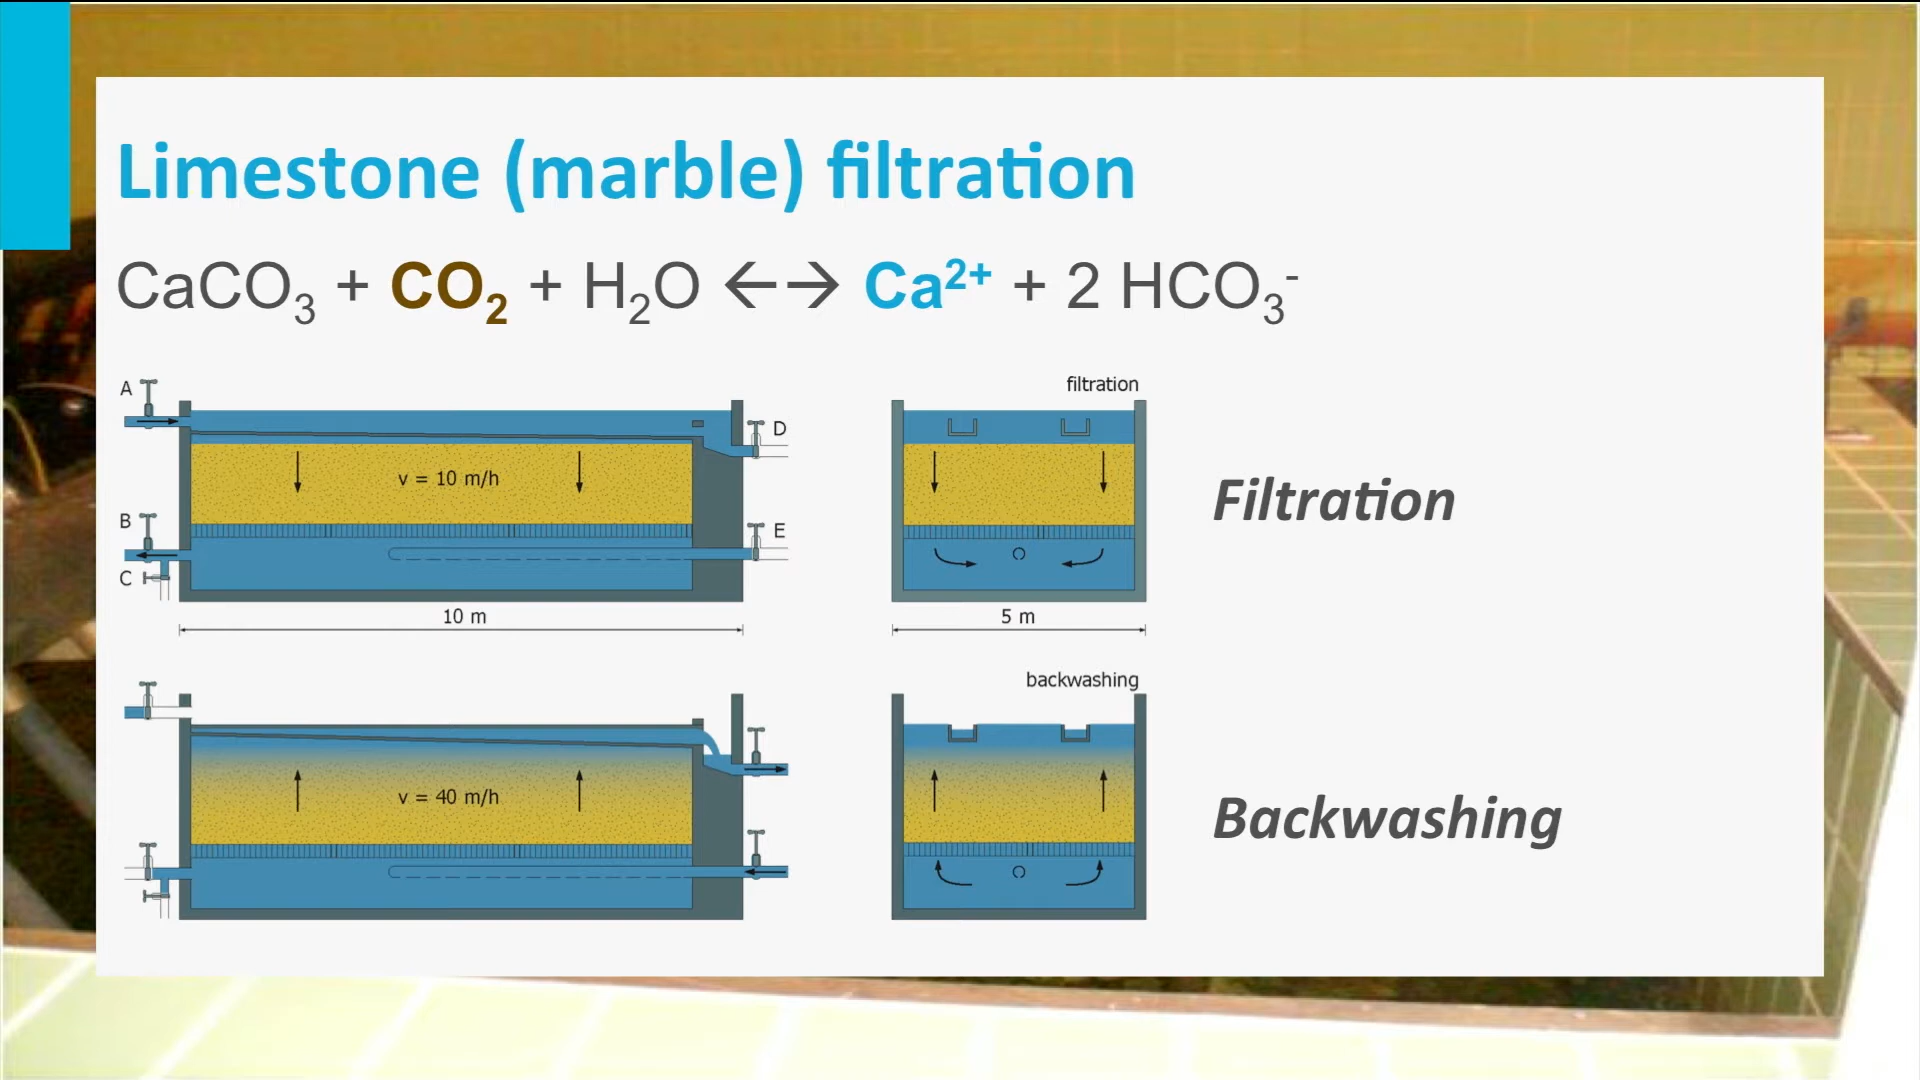 Limestone (marble) filtration
CaCO₃ + CO₂ + H₂O ←→ Ca²⁺ + 2 HCO₃⁻
filtration
A
D
v = 10 m/h
Filtration
B
E
C
10 m
5 m
backwashing
v = 40 m/h
Backwashing